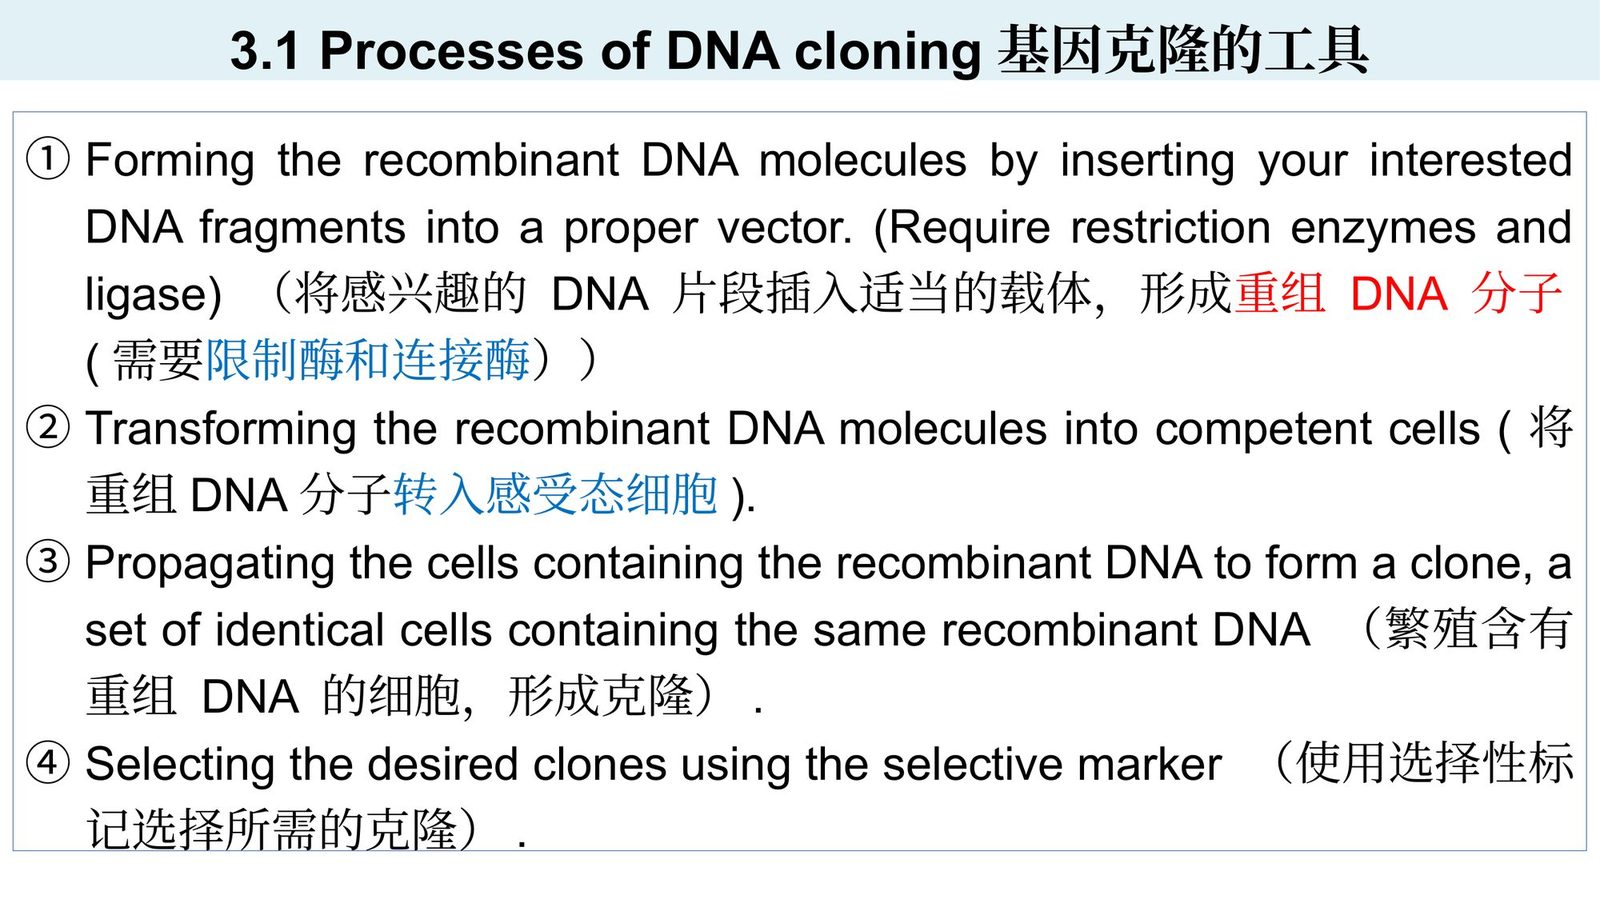 3.1 Processes of DNA cloning 基因克隆的工具
① Forming the recombinant DNA molecules by inserting your interested
DNA fragments into a proper vector. (Require restriction enzymes and
ligase) （将感兴趣的 DNA 片段插入适当的载体，形成重组 DNA 分子
( 需要限制酶和连接酶））
② Transforming the recombinant DNA molecules into competent cells ( 将
重组 DNA 分子转入感受态细胞 ).
③ Propagating the cells containing the recombinant DNA to form a clone, a
set of identical cells containing the same recombinant DNA （繁殖含有
重组 DNA 的细胞，形成克隆） .
④ Selecting the desired clones using the selective marker （使用选择性标
记选择所需的克隆） .